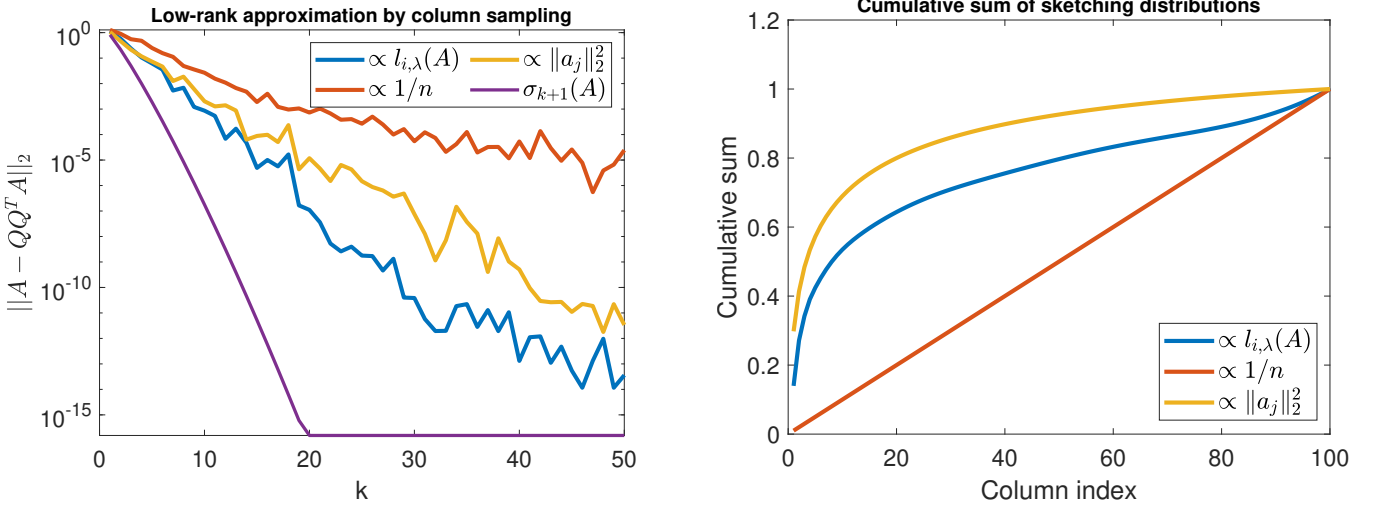 Low-rank approximation by column sampling
10^0
10^-5
10^-10
10^-15
||A − QQ^T A||_2
∝ l_{i,λ}(A)
∝ 1/n
∝ ‖a_j‖_2^2
σ_{k+1}(A)
0 10 20 30 40 50
k
Cumulative sum of sketching distributions
1.2
1
0.8
0.6
0.4
0.2
0
Cumulative sum
∝ l_{i,λ}(A)
∝ 1/n
∝ ‖a_j‖_2^2
0 20 40 60 80 100
Column index